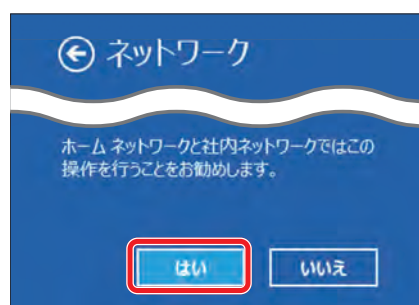 ネットワーク
ホーム ネットワークと社内ネットワークではこの
操作を行うことをお勧めします。
はい
いいえ